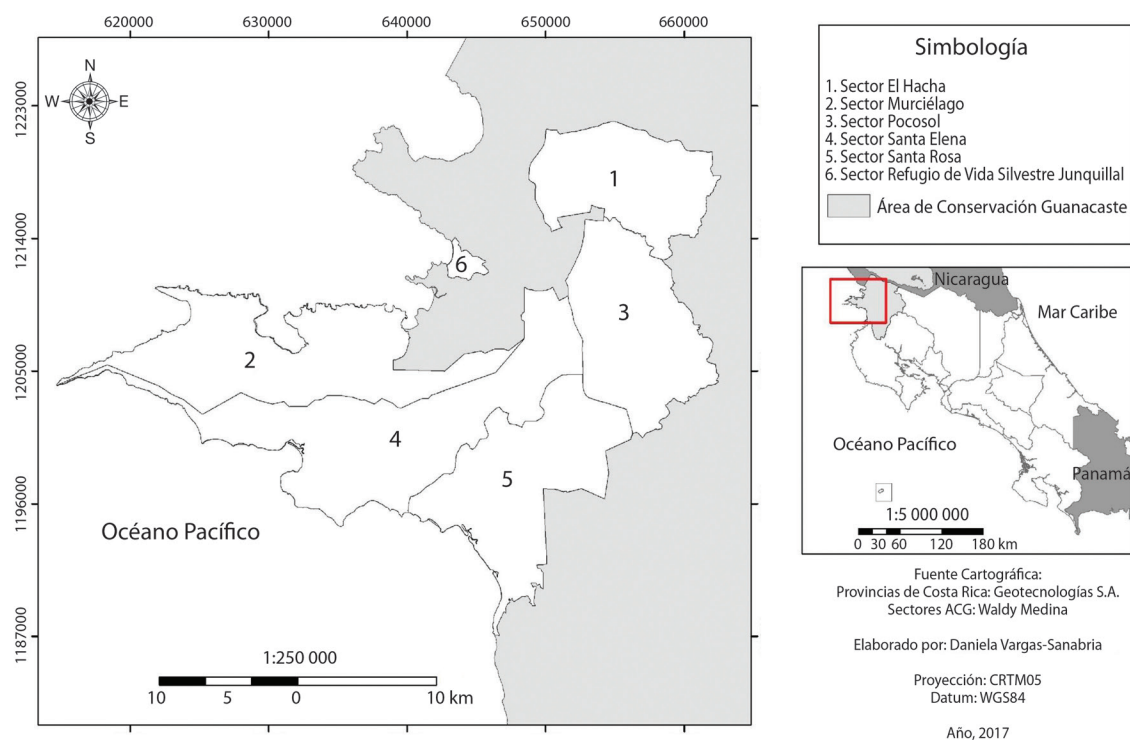 620000 630000 640000 650000 660000
1223000
1214000
1205000
1196000
1187000
N
W E
S
1
2
3
4
5
6
Océano Pacífico
1:250 000
10 5 0 10 km
Simbología
1. Sector El Hacha
2. Sector Murciélago
3. Sector Pocosol
4. Sector Santa Elena
5. Sector Santa Rosa
6. Sector Refugio de Vida Silvestre Junquillal
Área de Conservación Guanacaste
Nicaragua
Mar Caribe
Océano Pacífico
Panamá
1:5 000 000
0 30 60 120 180 km
Fuente Cartográfica:
Provincias de Costa Rica: Geotecnologías S.A.
Sectores ACG: Waldy Medina
Elaborado por: Daniela Vargas-Sanabria
Proyección: CRTM05
Datum: WGS84
Año, 2017